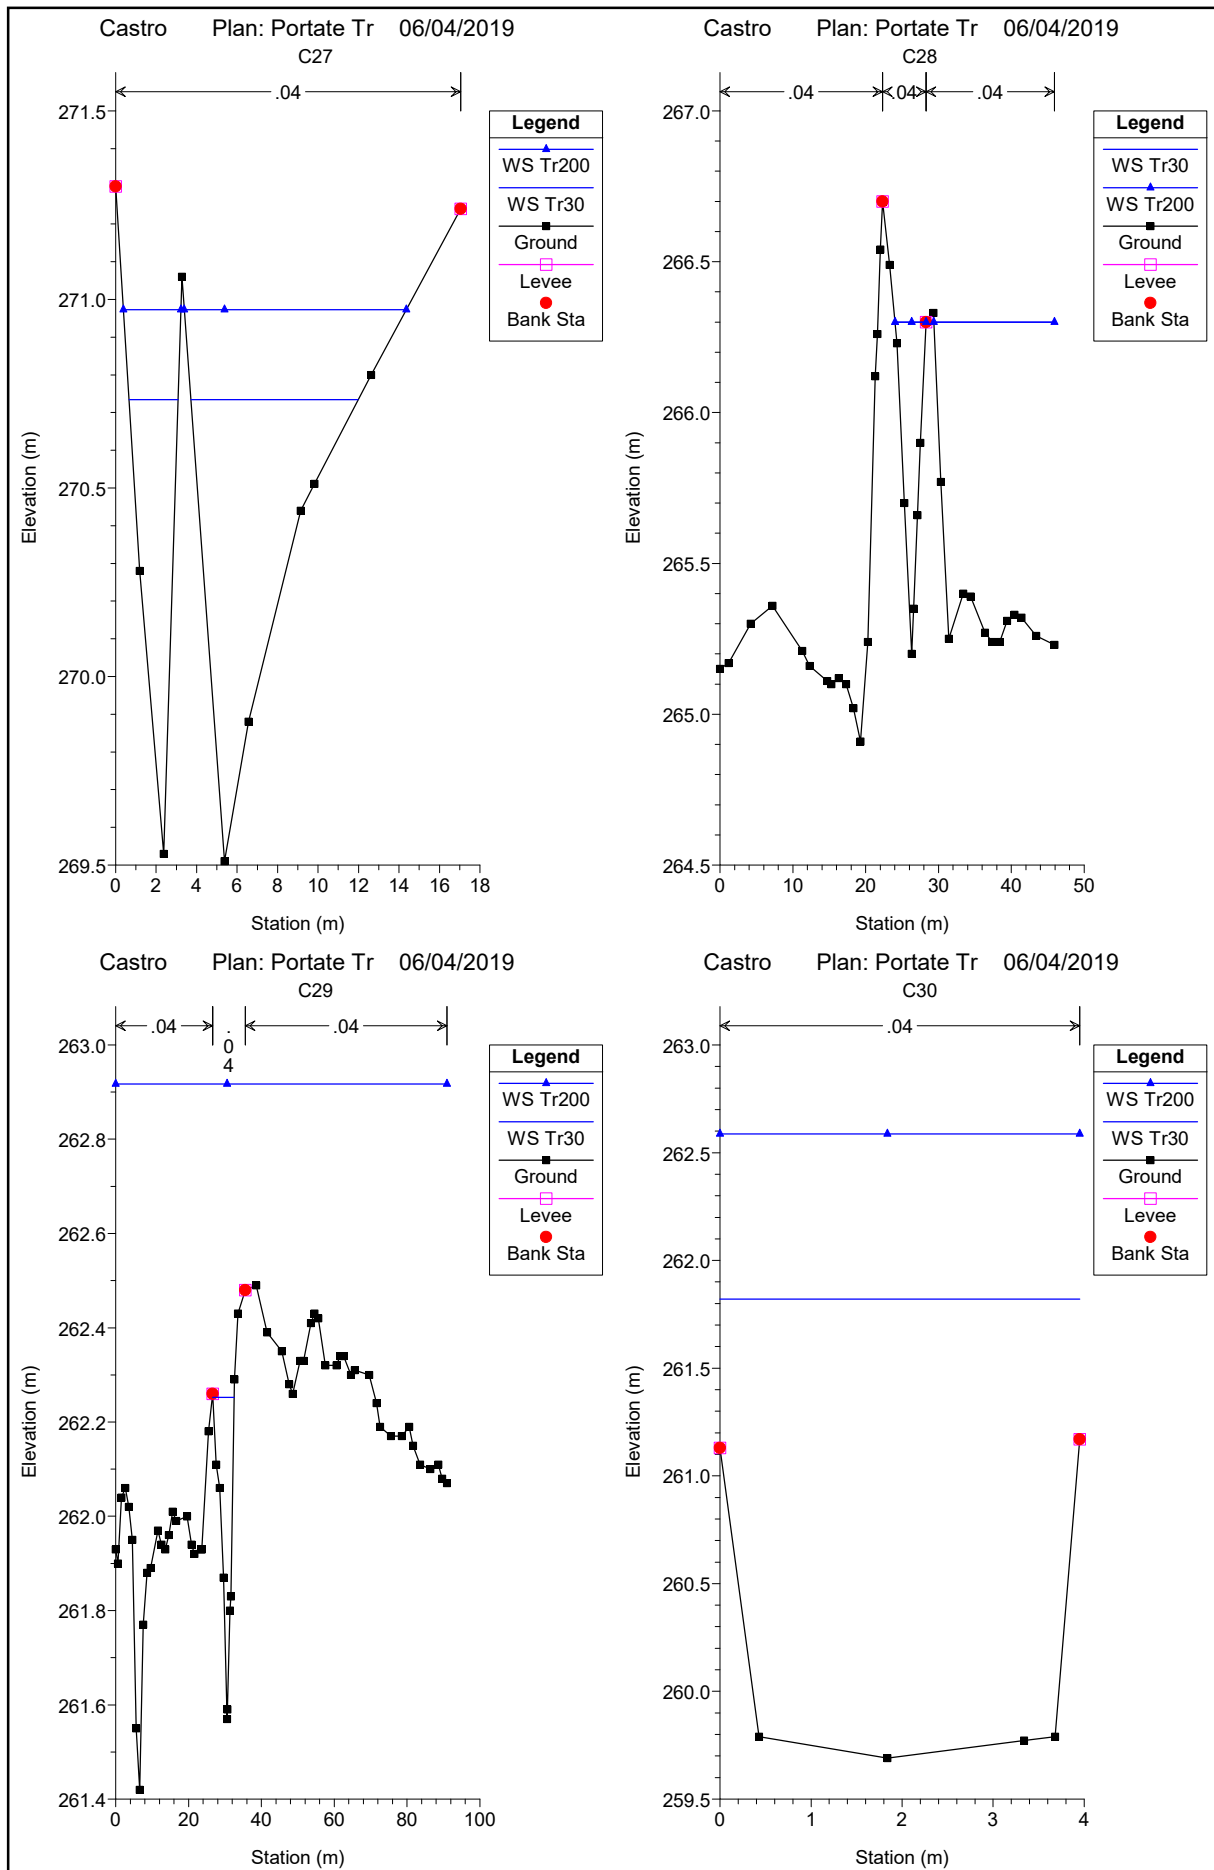 Castro Plan: Portate Tr 06/04/2019
C27
.04
271.5
271.0
270.5
270.0
269.5
0 2 4 6 8 10 12 14 16 18
Station (m)
Elevation (m)
Legend
WS Tr200
WS Tr30
Ground
Levee
Bank Sta
Castro Plan: Portate Tr 06/04/2019
C28
.04 .04 .04
267.0
266.5
266.0
265.5
265.0
264.5
0 10 20 30 40 50
Station (m)
Elevation (m)
Legend
WS Tr30
WS Tr200
Ground
Levee
Bank Sta
Castro Plan: Portate Tr 06/04/2019
C29
.04 .04 .04
263.0
262.8
262.6
262.4
262.2
262.0
261.8
261.6
261.4
0 20 40 60 80 100
Station (m)
Elevation (m)
Legend
WS Tr200
WS Tr30
Ground
Levee
Bank Sta
Castro Plan: Portate Tr 06/04/2019
C30
.04
263.0
262.5
262.0
261.5
261.0
260.5
260.0
259.5
0 1 2 3 4
Station (m)
Elevation (m)
Legend
WS Tr200
WS Tr30
Ground
Levee
Bank Sta